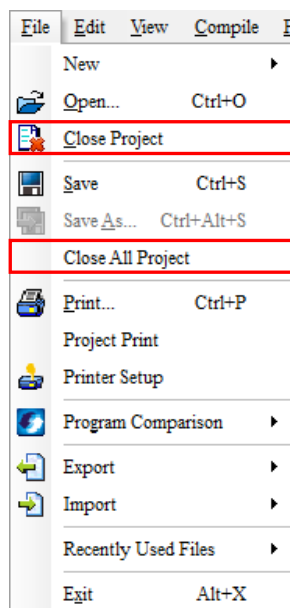 File Edit View Compile
New
Open... Ctrl+O
Close Project
Save Ctrl+S
Save As... Ctrl+Alt+S
Close All Project
Print... Ctrl+P
Project Print
Printer Setup
Program Comparison
Export
Import
Recently Used Files
Exit Alt+X